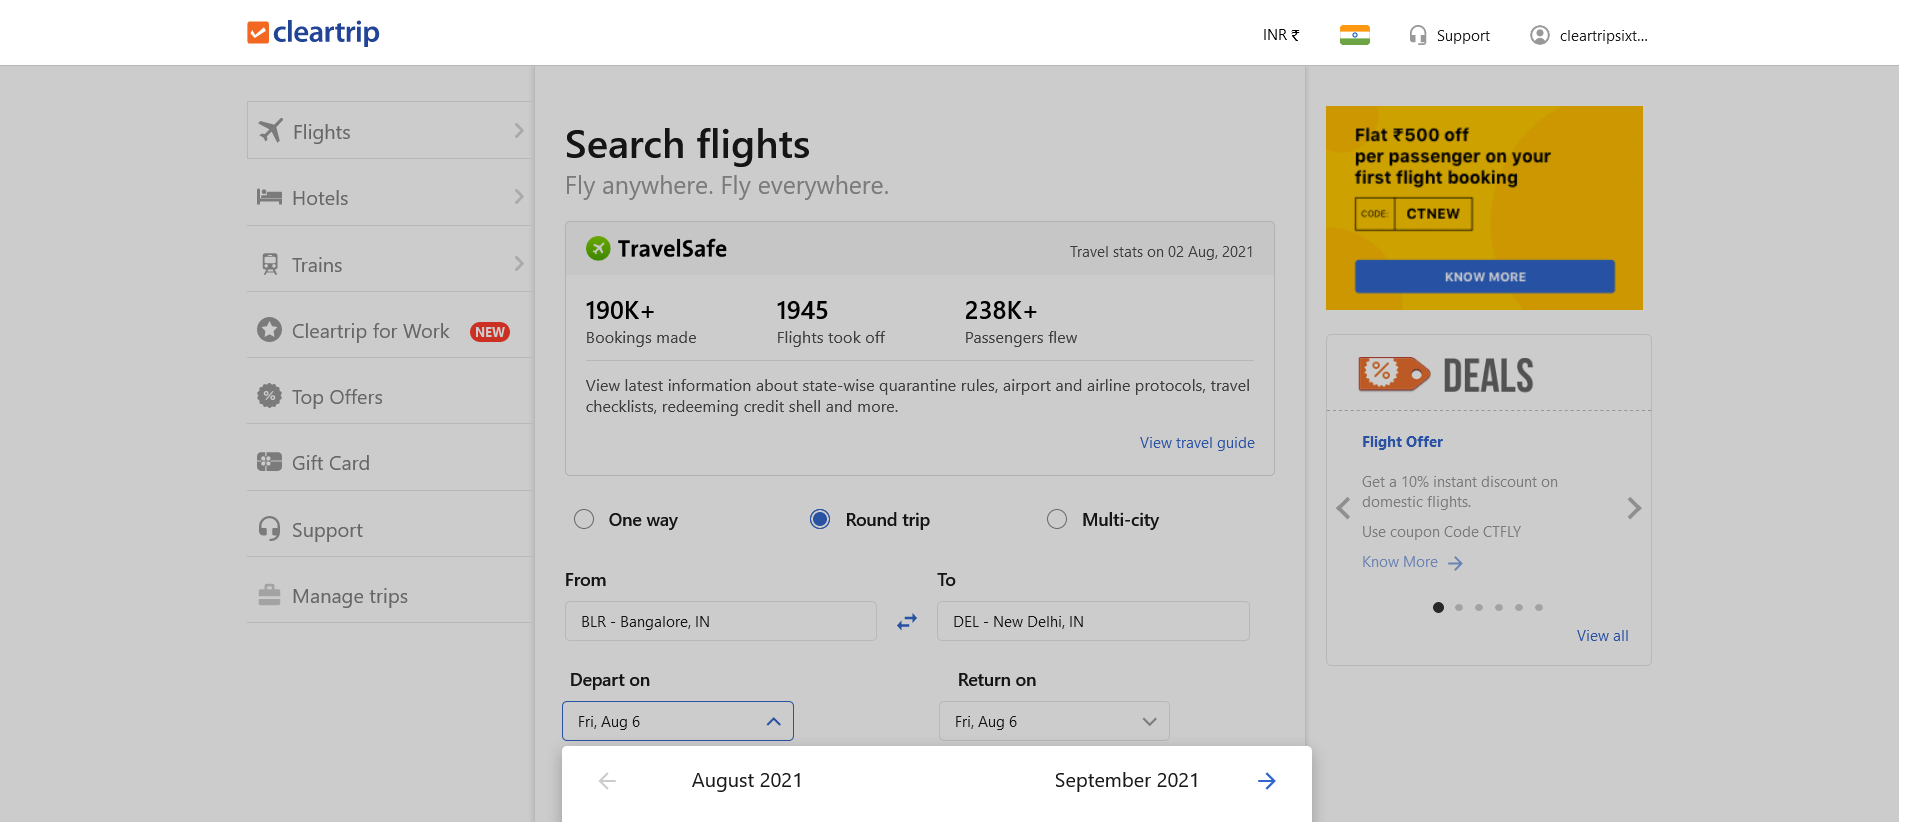 cleartrip
INR ₹
Support
cleartripsixt...
Flights
Hotels
Trains
Cleartrip for Work NEW
Top Offers
Gift Card
Support
Manage trips
Search flights
Fly anywhere. Fly everywhere.
TravelSafe
Travel stats on 02 Aug, 2021
190K+
Bookings made
1945
Flights took off
238K+
Passengers flew
View latest information about state-wise quarantine rules, airport and airline protocols, travel
checklists, redeeming credit shell and more.
View travel guide
One way
Round trip
Multi-city
From
BLR - Bangalore, IN
To
DEL - New Delhi, IN
Depart on
Fri, Aug 6
Return on
Fri, Aug 6
August 2021
September 2021
Flat ₹500 off
per passenger on your
first flight booking
CODE: CTNEW
KNOW MORE
% DEALS
Flight Offer
Get a 10% instant discount on
domestic flights.
Use coupon Code CTFLY
Know More
View all